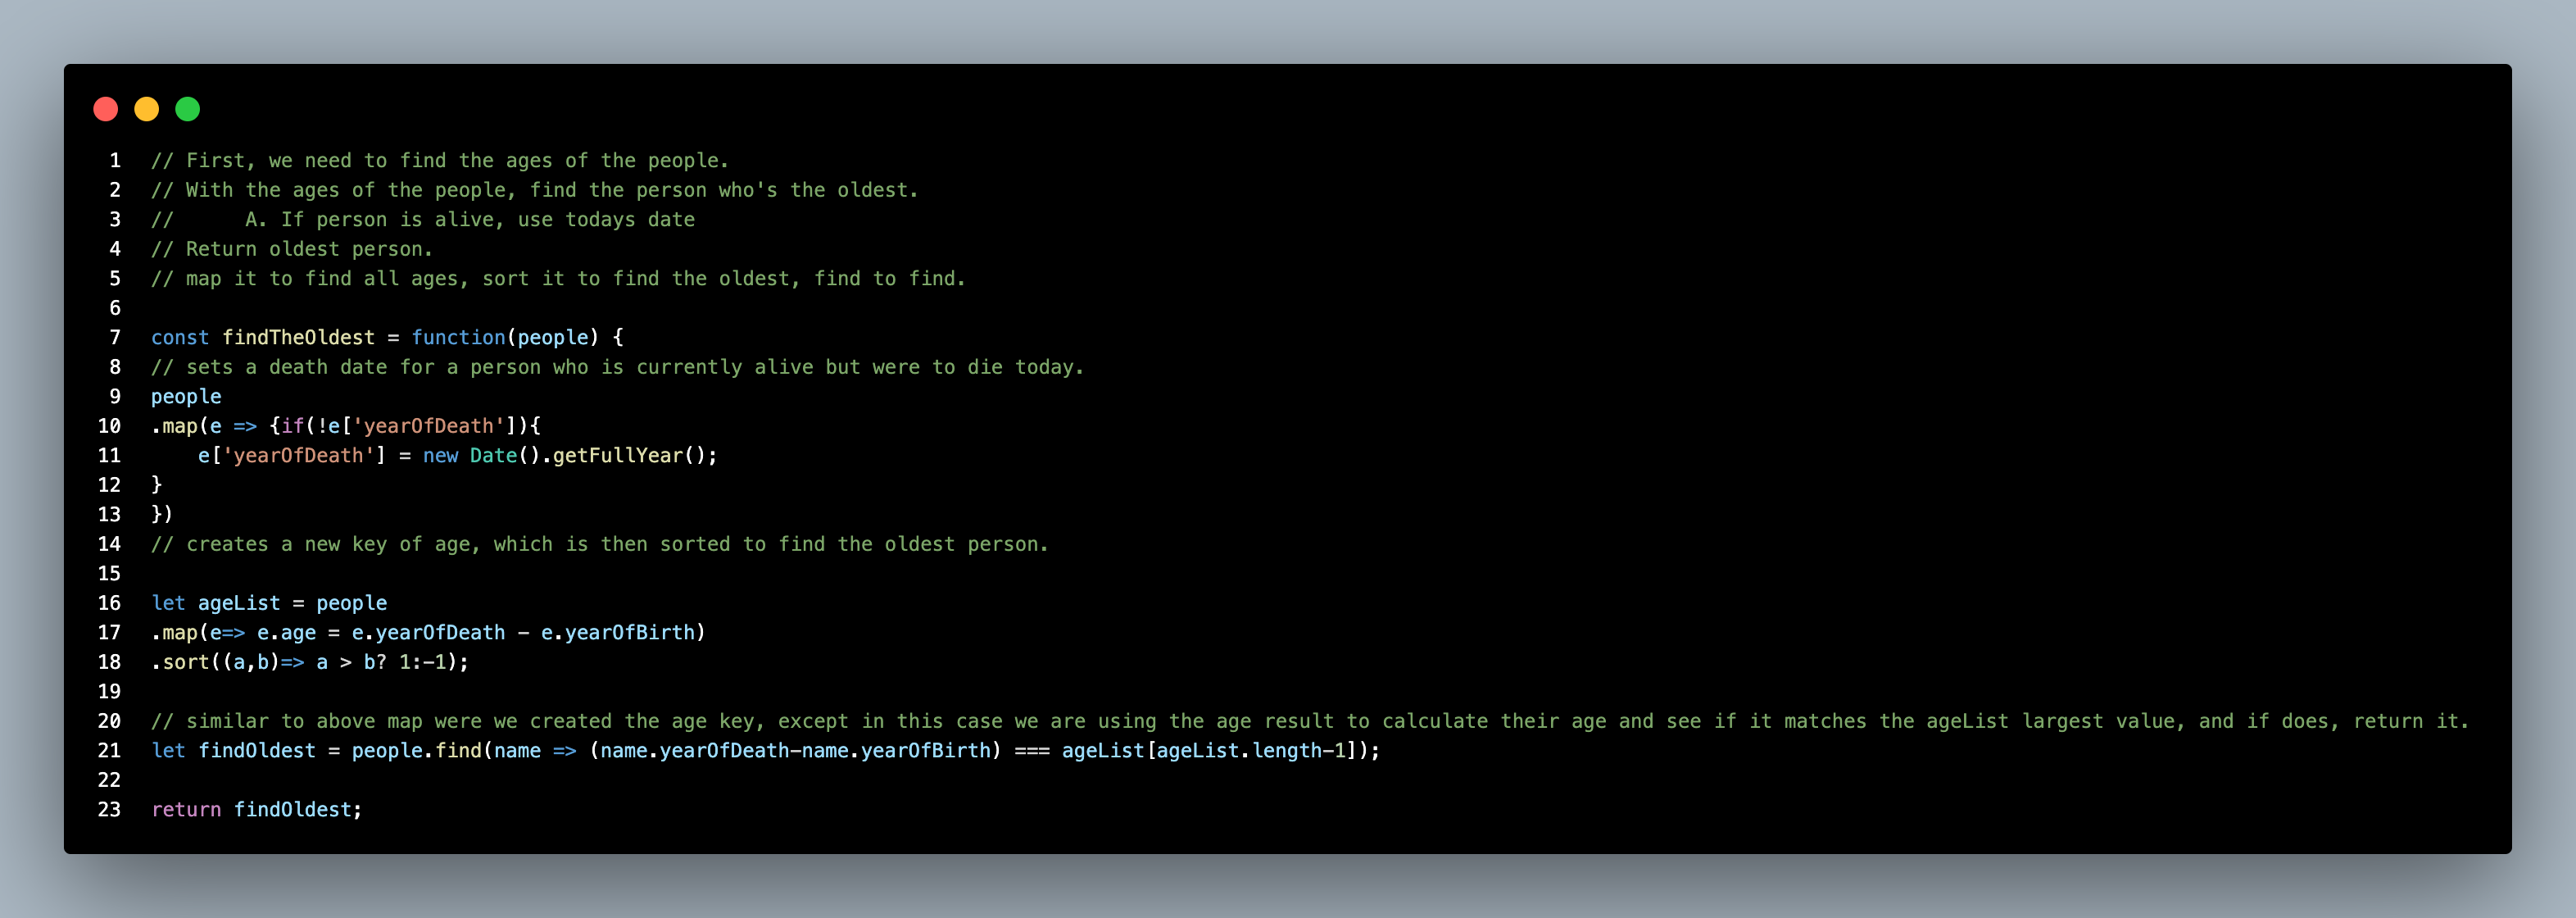 1 // First, we need to find the ages of the people.
2 // With the ages of the people, find the person who's the oldest.
3 //      A. If person is alive, use todays date
4 // Return oldest person.
5 // map it to find all ages, sort it to find the oldest, find to find.
6
7 const findTheOldest = function(people) {
8 // sets a death date for a person who is currently alive but were to die today.
9 people
10 .map(e => {if(!e['yearOfDeath']){
11     e['yearOfDeath'] = new Date().getFullYear();
12 }
13 })
14 // creates a new key of age, which is then sorted to find the oldest person.
15
16 let ageList = people
17 .map(e=> e.age = e.yearOfDeath - e.yearOfBirth)
18 .sort((a,b)=> a > b? 1:-1);
19
20 // similar to above map were we created the age key, except in this case we are using the age result to calculate their age and see if it matches the ageList largest value, and if does, return it.
21 let findOldest = people.find(name => (name.yearOfDeath-name.yearOfBirth) === ageList[ageList.length-1]);
22
23 return findOldest;